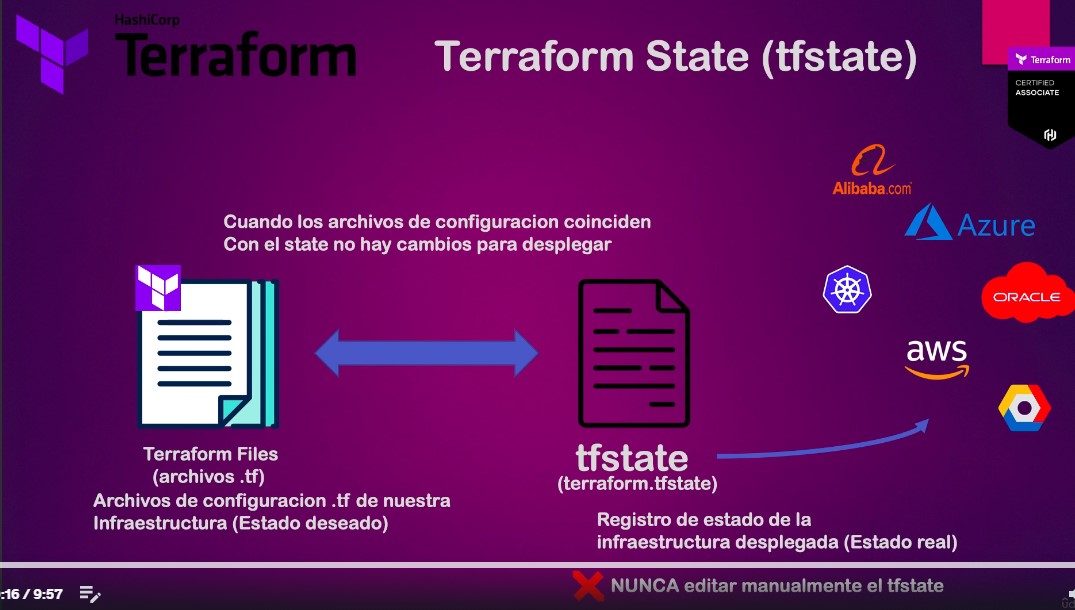 HashiCorp
Terraform
Terraform State (tfstate)
Terraform
CERTIFIED
ASSOCIATE
Alibaba.com
Azure
Cuando los archivos de configuracion coinciden
Con el state no hay cambios para desplegar
ORACLE
aws
Terraform Files
(archivos .tf)
Archivos de configuracion .tf de nuestra
Infraestructura (Estado deseado)
tfstate
(terraform.tfstate)
Registro de estado de la
infraestructura desplegada (Estado real)
NUNCA editar manualmente el tfstate
:16 / 9:57